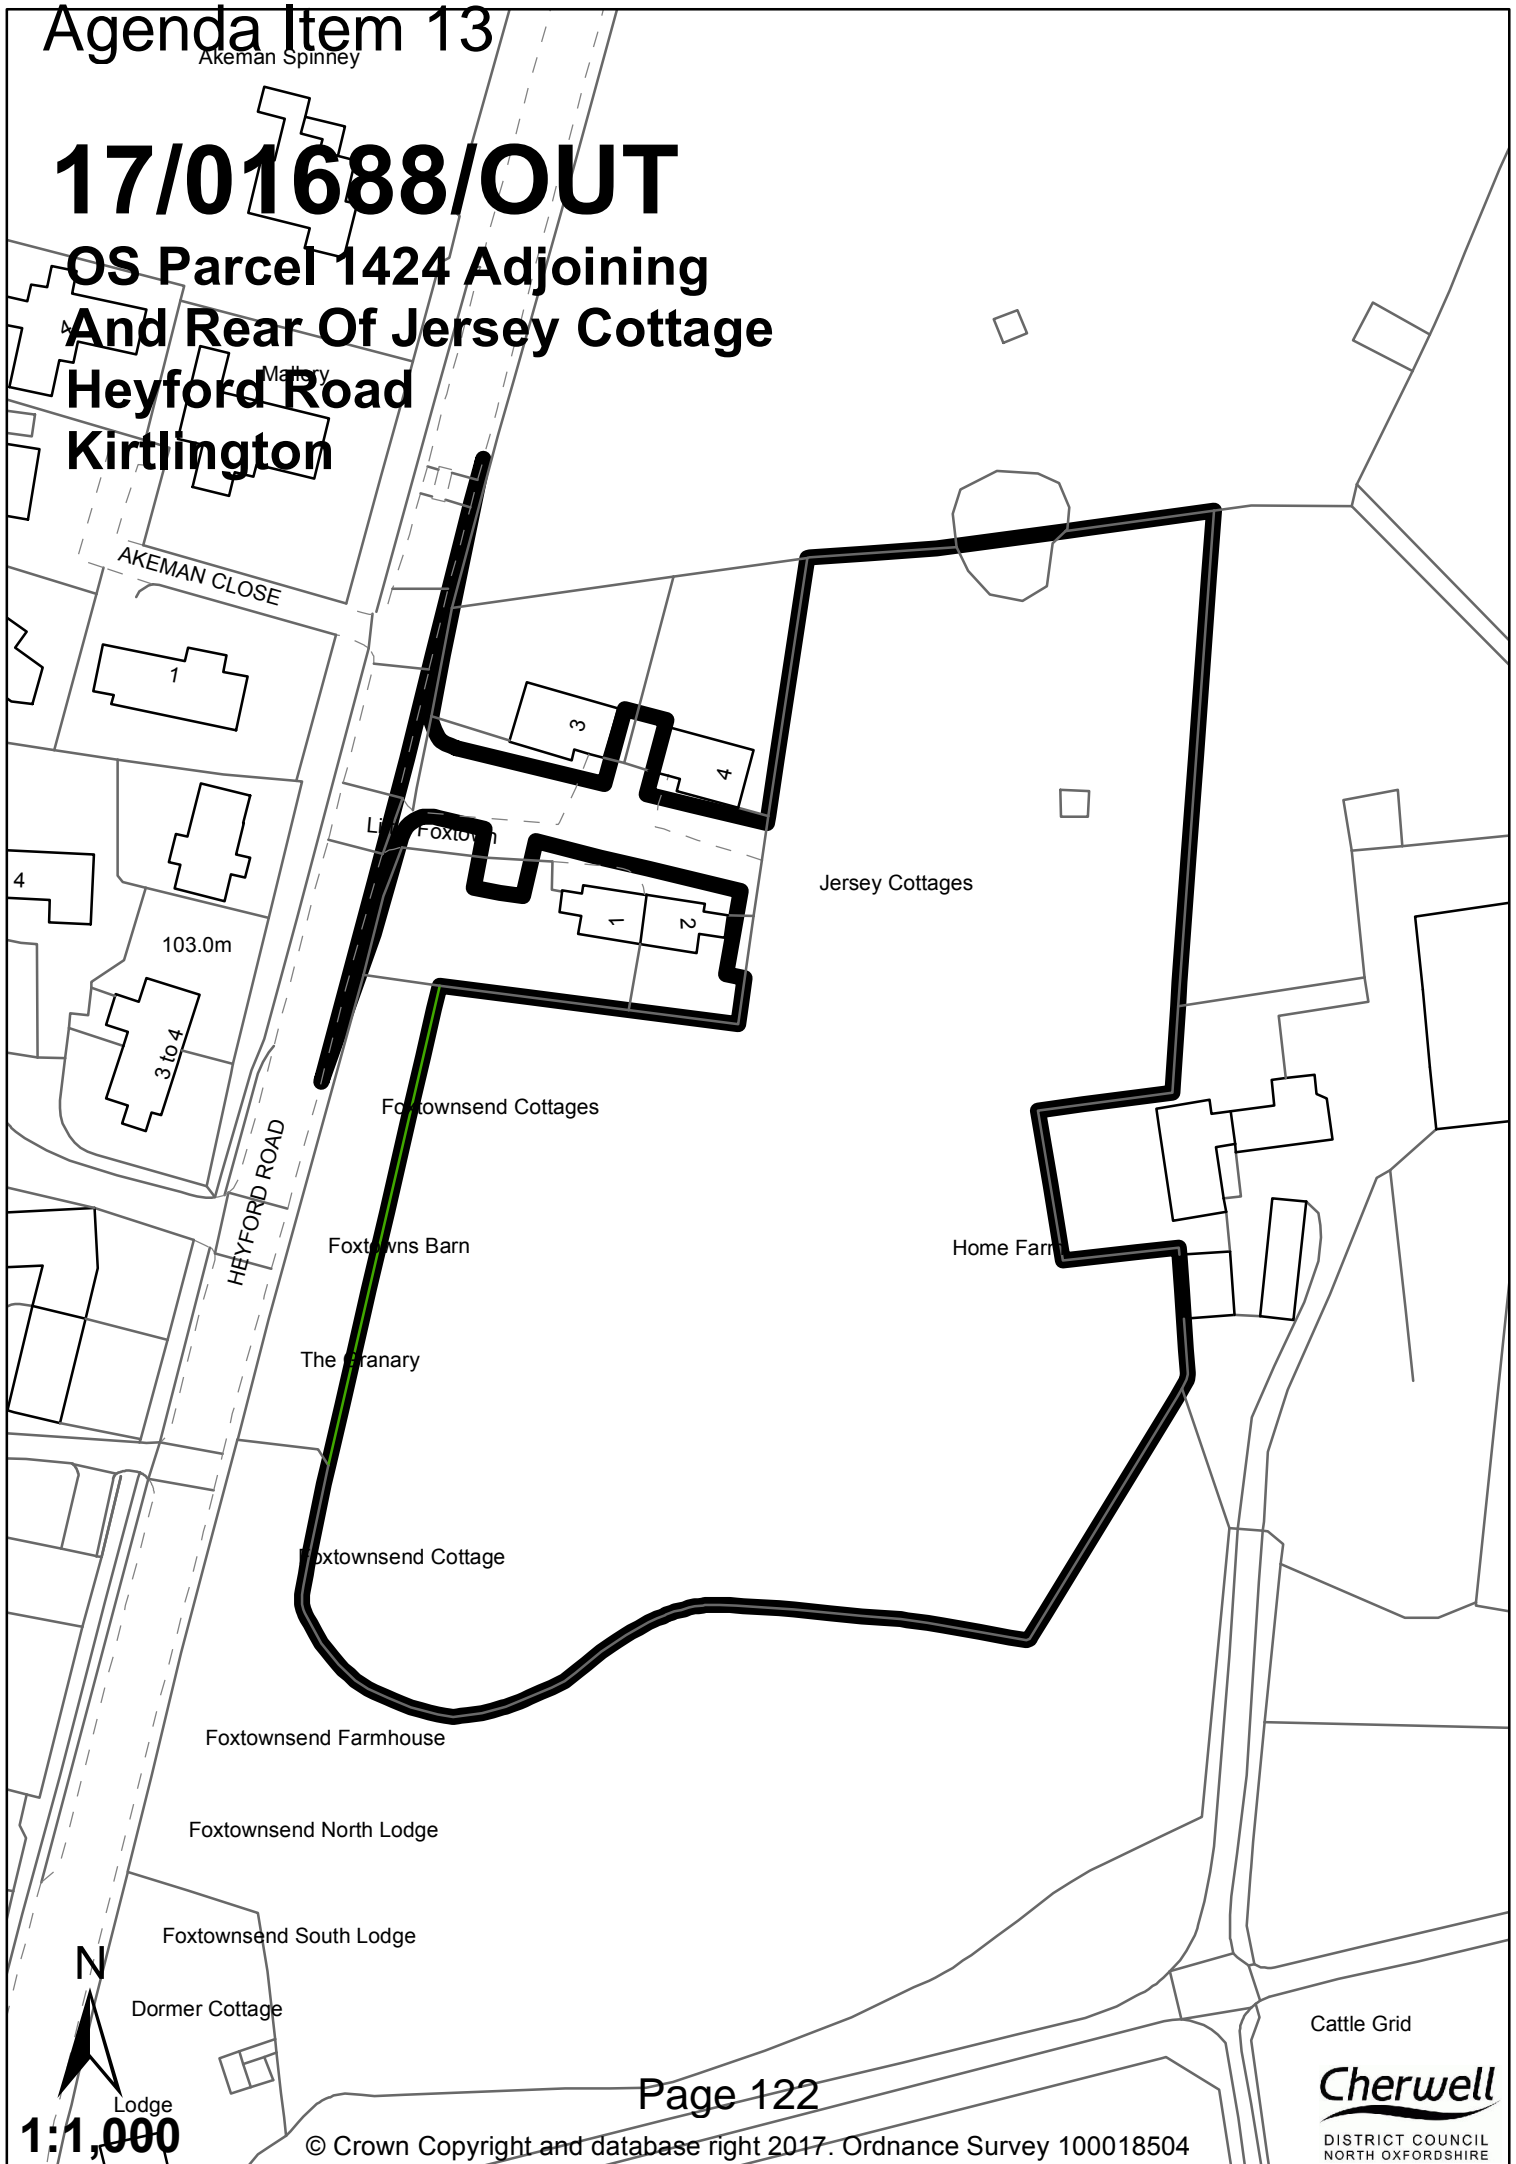 Agenda Item 13
Akeman Spinney
17/01688/OUT
OS Parcel 1424 Adjoining
And Rear Of Jersey Cottage
Heyford Road
Kirtlington
4
Mallory
AKEMAN CLOSE
1
3
4
Foxtown
4
1
2
Jersey Cottages
103.0m
3 to 4
HEYFORD ROAD
Foxtownsend Cottages
Foxtowns Barn
Home Farm
The Granary
Foxtownsend Cottage
Foxtownsend Farmhouse
Foxtownsend North Lodge
Foxtownsend South Lodge
N
Dormer Cottage
Cattle Grid
Lodge
1:1,000
Page 122
© Crown Copyright and database right 2017. Ordnance Survey 100018504
Cherwell
DISTRICT COUNCIL
NORTH OXFORDSHIRE